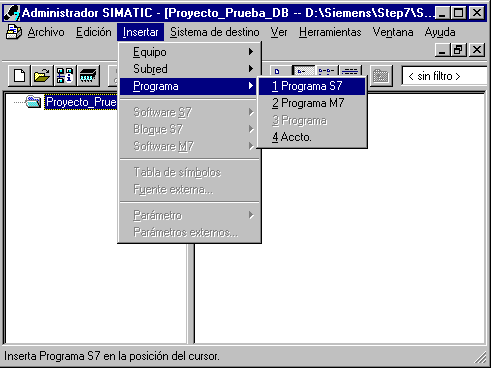 Administrador SIMATIC - [Proyecto_Prueba_DB -- D:\Siemens\Step7\S...
Archivo Edición Insertar Sistema de destino Ver Herramientas Ventana Ayuda
Equipo
Subred
Programa
1 Programa S7
2 Programa M7
3 Programa
4 Accto.
< sin filtro >
Proyecto_Prue
Software S7
Bloque S7
Software M7
Tabla de símbolos
Fuente externa...
Parámetro
Parámetros externos...
Inserta Programa S7 en la posición del cursor.